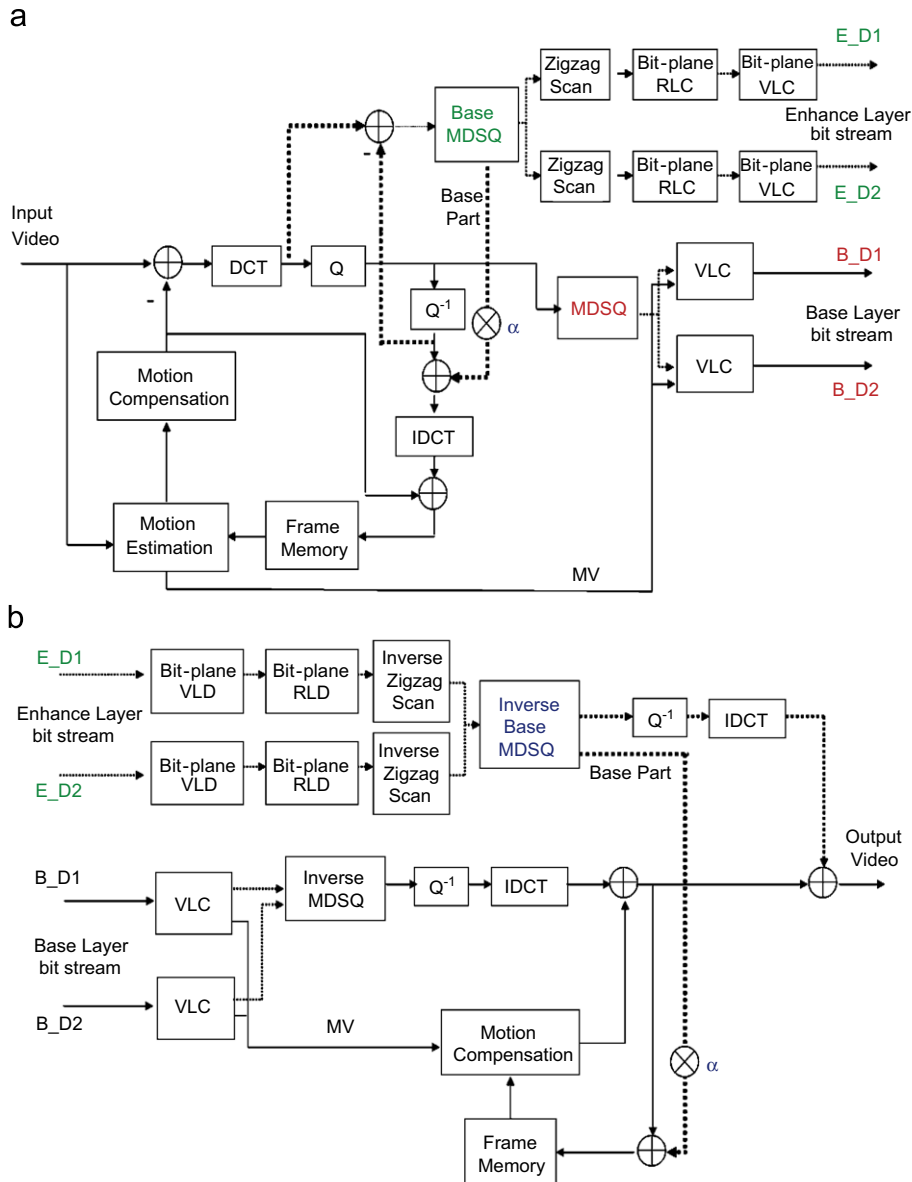 a
E_D1
Zigzag
Scan
Bit-plane
RLC
Bit-plane
VLC
Base
MDSQ
-
Enhance Layer
bit stream
Zigzag
Scan
Bit-plane
RLC
Bit-plane
VLC
E_D2
Base
Part
Input
Video
DCT
Q
VLC
B_D1
-
Q-1
α
MDSQ
Base Layer
bit stream
Motion
Compensation
VLC
B_D2
IDCT
Motion
Estimation
Frame
Memory
MV
b
E_D1
Bit-plane
VLD
Bit-plane
RLD
Inverse
Zigzag
Scan
Enhance Layer
bit stream
Inverse
Base
MDSQ
Q-1
IDCT
E_D2
Bit-plane
VLD
Bit-plane
RLD
Inverse
Zigzag
Scan
Base Part
Output
Video
B_D1
VLC
Inverse
MDSQ
Q-1
IDCT
Base Layer
bit stream
B_D2
VLC
MV
Motion
Compensation
α
Frame
Memory